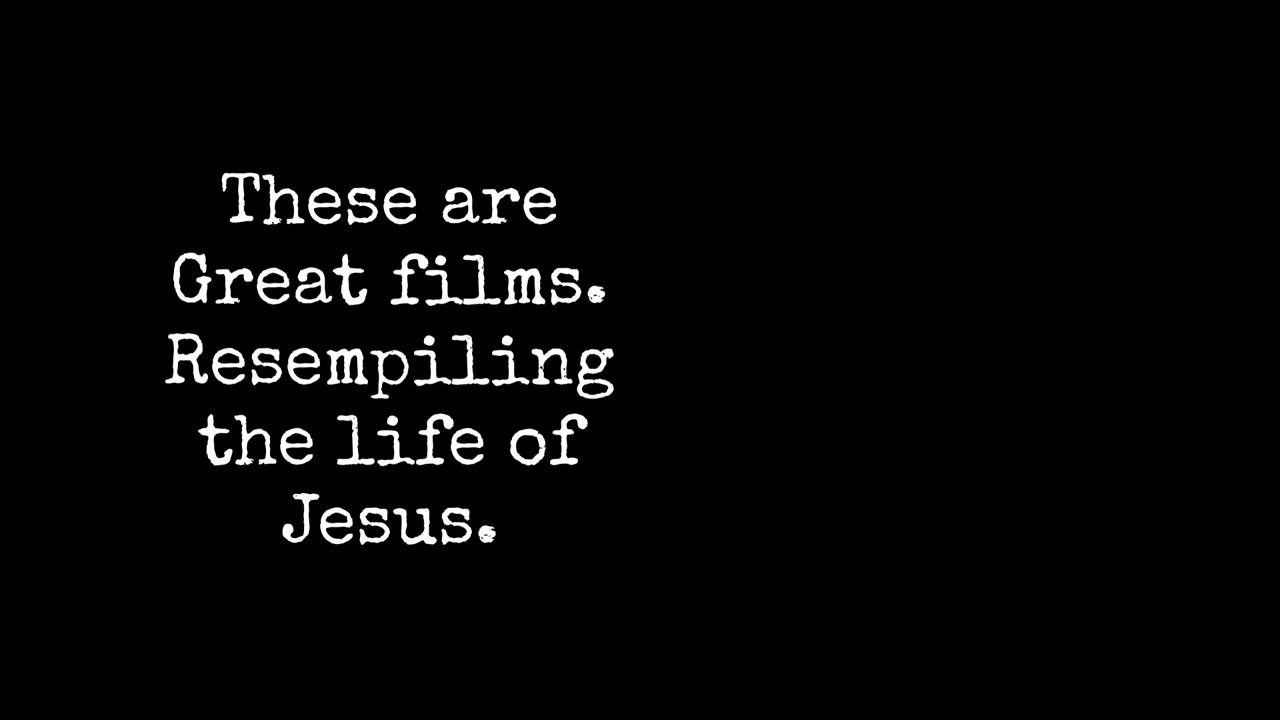 These are
Great films.
Resempiling
the life of
Jesus.